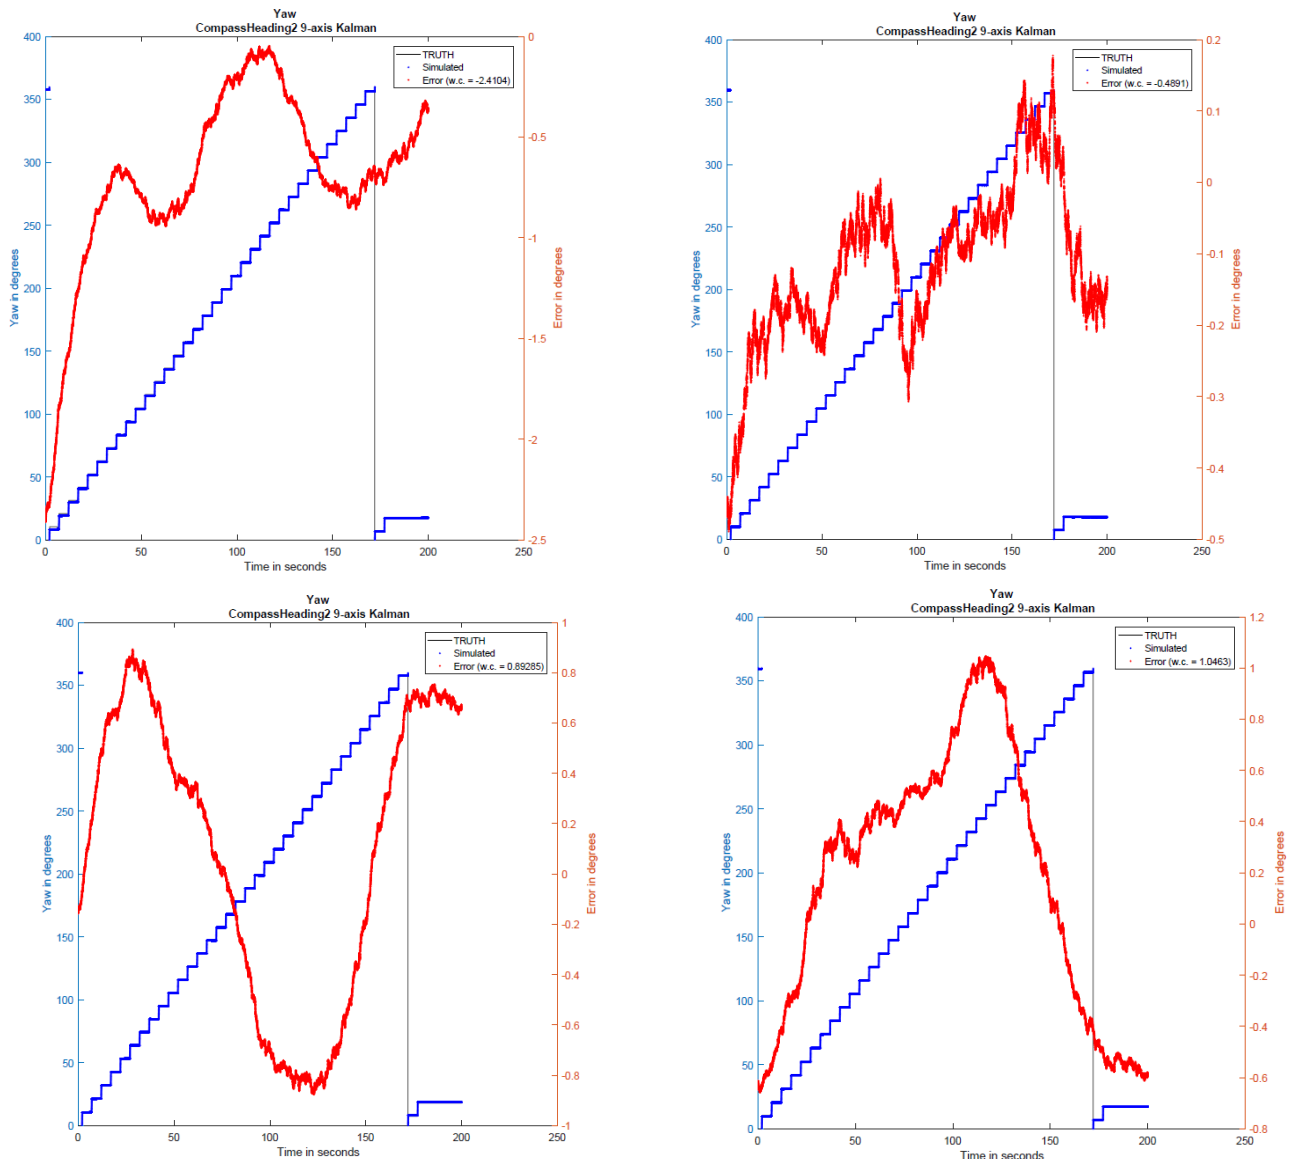 Yaw
CompassHeading2 9-axis Kalman
TRUTH
Simulated
Error (w.c. = -2.4104)
400
350
300
250
200
150
100
50
0
Yaw in degrees
0
-0.5
-1
-1.5
-2
-2.5
Error in degrees
0 50 100 150 200 250
Time in seconds
Yaw
CompassHeading2 9-axis Kalman
TRUTH
Simulated
Error (w.c. = -0.4891)
400
350
300
250
200
150
100
50
0
Yaw in degrees
0.2
0.1
0
-0.1
-0.2
-0.3
-0.4
-0.5
Error in degrees
0 50 100 150 200 250
Time in seconds
Yaw
CompassHeading2 9-axis Kalman
TRUTH
Simulated
Error (w.c. = 0.89285)
400
350
300
250
200
150
100
50
0
Yaw in degrees
1
0.8
0.6
0.4
0.2
0
-0.2
-0.4
-0.6
-0.8
-1
Error in degrees
0 50 100 150 200 250
Time in seconds
Yaw
CompassHeading2 9-axis Kalman
TRUTH
Simulated
Error (w.c. = 1.0463)
400
350
300
250
200
150
100
50
0
Yaw in degrees
1.2
1
0.8
0.6
0.4
0.2
0
-0.2
-0.4
-0.6
-0.8
Error in degrees
0 50 100 150 200 250
Time in seconds